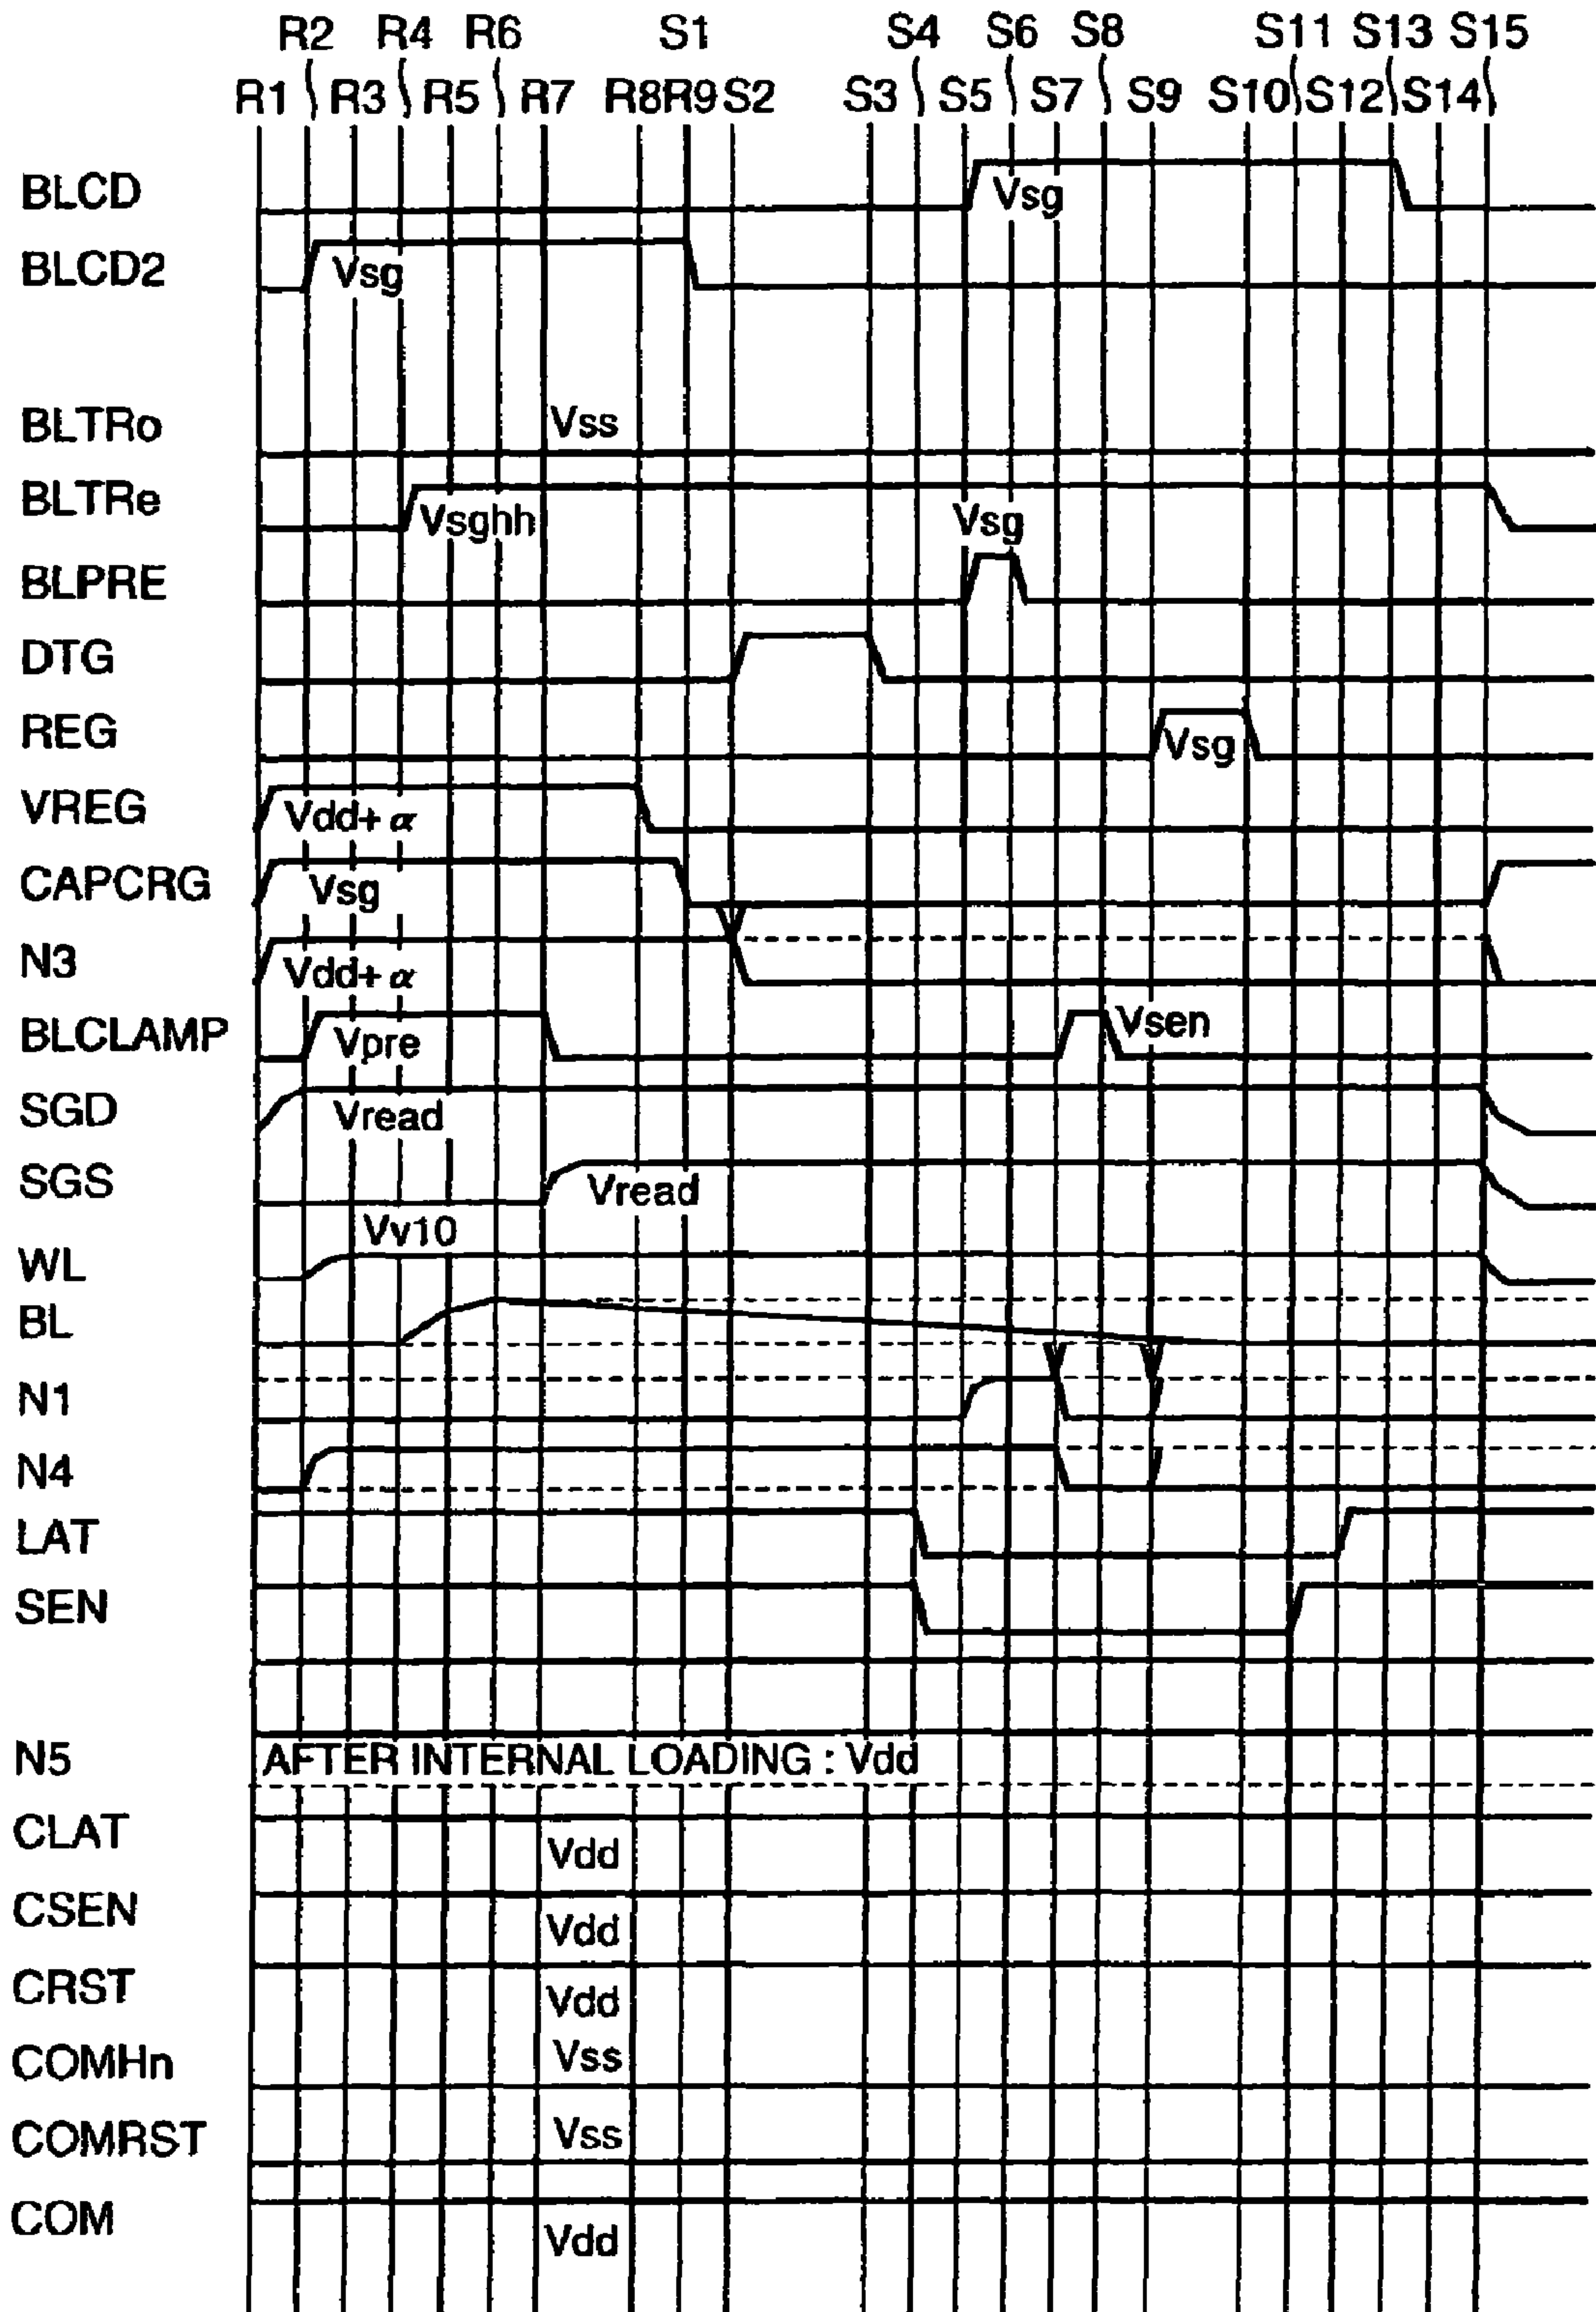 R2 R4 R6 S1 S4 S6 S8 S11 S13 S15
R1 R3 R5 R7 R8R9S2 S3 S5 S7 S9 S10 S12 S14
BLCD Vsg
BLCD2 Vsg
BLTRo Vss
BLTRe Vsghh
BLPRE Vsg
DTG
REG Vsg
VREG Vdd+α
CAPCRG Vsg
N3 Vdd+α
BLCLAMP Vpre Vsen
SGD Vread
SGS Vread
WL Vv10
BL
N1
N4
LAT
SEN
N5 AFTER INTERNAL LOADING : Vdd
CLAT Vdd
CSEN Vdd
CRST Vdd
COMHn Vss
COMRST Vss
COM Vdd